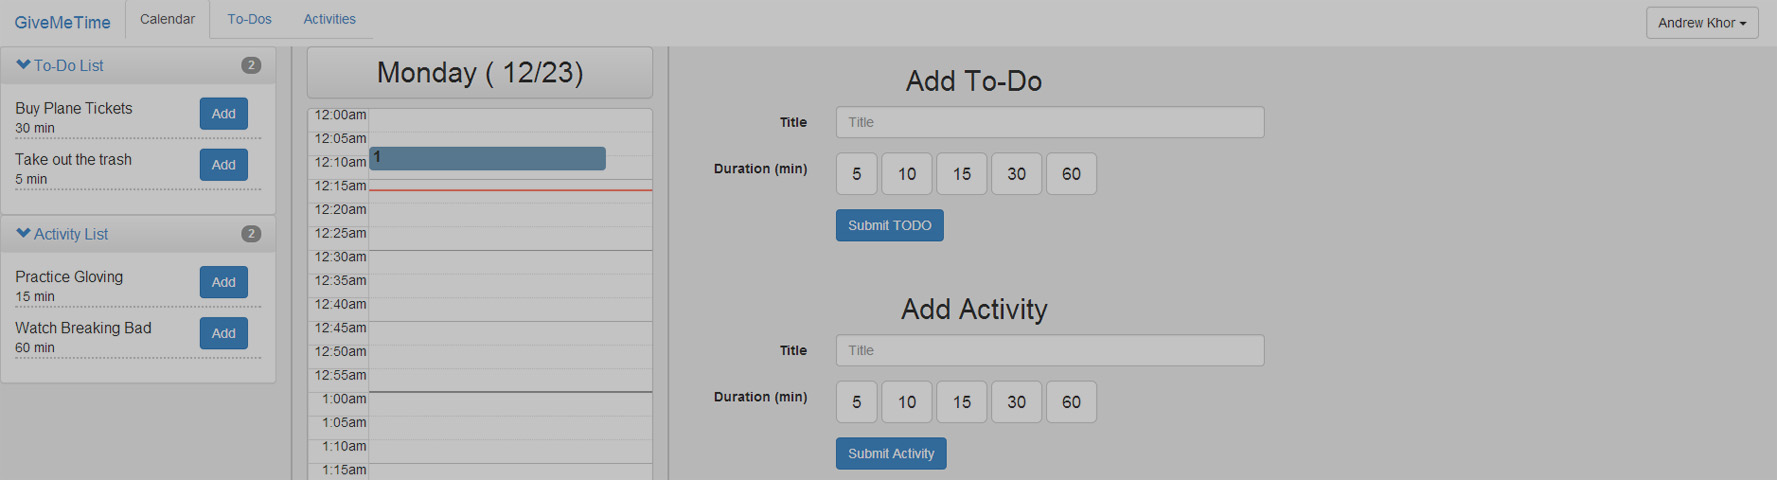 GiveMeTime
Calendar
To-Dos
Activities
Andrew Khor
To-Do List
2
Buy Plane Tickets
30 min
Add
Take out the trash
5 min
Add
Activity List
2
Practice Gloving
15 min
Add
Watch Breaking Bad
60 min
Add
Monday ( 12/23)
12:00am
12:05am
12:10am
1
12:15am
12:20am
12:25am
12:30am
12:35am
12:40am
12:45am
12:50am
12:55am
1:00am
1:05am
1:10am
1:15am
Add To-Do
Title
Title
Duration (min)
5 10 15 30 60
Submit TODO
Add Activity
Title
Title
Duration (min)
5 10 15 30 60
Submit Activity